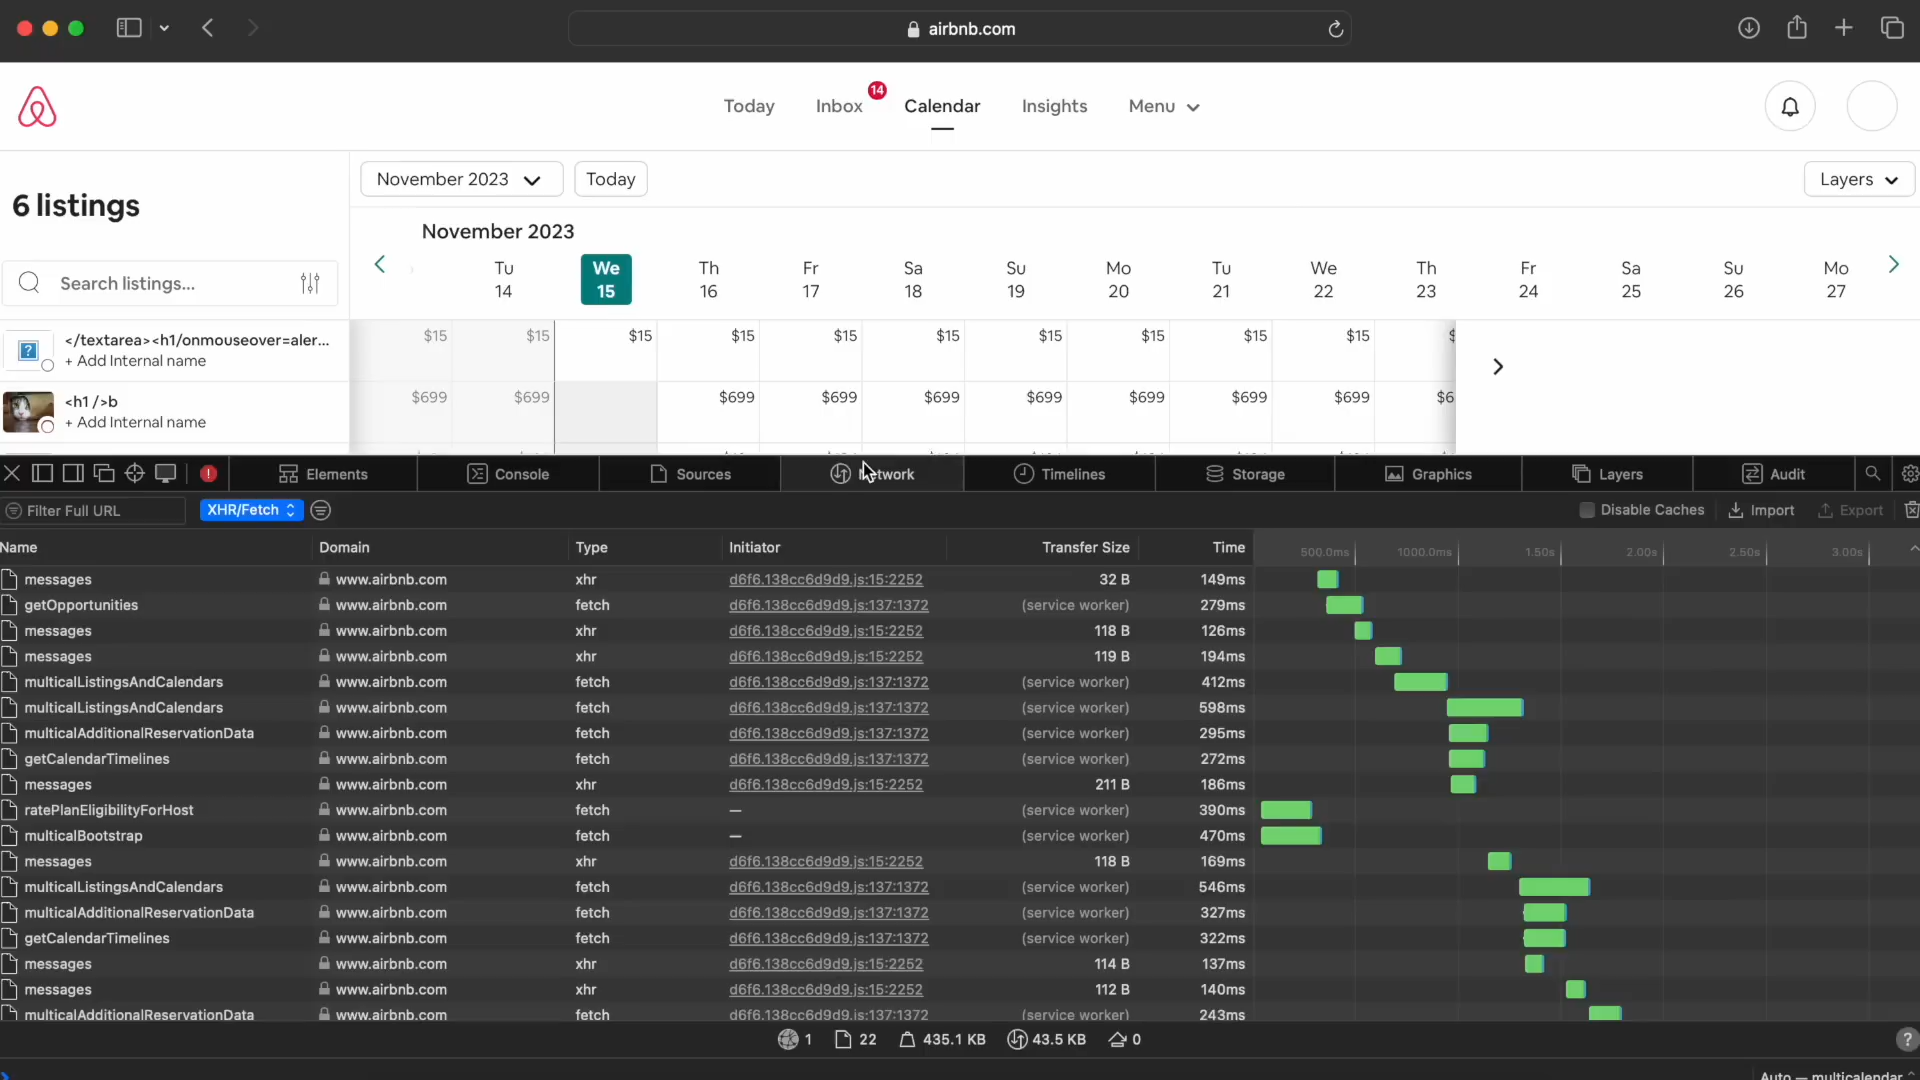 airbnb.com
Today
Inbox
14
Calendar
Insights
Menu
6 listings
November 2023
Today
Layers
November 2023
Tu We Th Fr Sa Su Mo Tu We Th Fr Sa Su Mo
14 15 16 17 18 19 20 21 22 23 24 25 26 27
Search listings...
</textarea><h1/onmouseover=aler...
+ Add Internal name
$15 $15 $15 $15 $15 $15 $15 $15 $15 $15 $
<h1 />b
+ Add Internal name
$699 $699 $699 $699 $699 $699 $699 $699 $699 $6
Elements Console Sources Network Timelines Storage Graphics Layers Audit
Filter Full URL XHR/Fetch Disable Caches Import Export
Name Domain Type Initiator Transfer Size Time 500.0ms 1000.0ms 1.50s 2.00s 2.50s 3.00s
messages www.airbnb.com xhr d6f6.138cc6d9d9.js:15:2252 32 B 149ms
getOpportunities www.airbnb.com fetch d6f6.138cc6d9d9.js:137:1372 (service worker) 279ms
messages www.airbnb.com xhr d6f6.138cc6d9d9.js:15:2252 118 B 126ms
messages www.airbnb.com xhr d6f6.138cc6d9d9.js:15:2252 119 B 194ms
multicalListingsAndCalendars www.airbnb.com fetch d6f6.138cc6d9d9.js:137:1372 (service worker) 412ms
multicalListingsAndCalendars www.airbnb.com fetch d6f6.138cc6d9d9.js:137:1372 (service worker) 598ms
multicalAdditionalReservationData www.airbnb.com fetch d6f6.138cc6d9d9.js:137:1372 (service worker) 295ms
getCalendarTimelines www.airbnb.com fetch d6f6.138cc6d9d9.js:137:1372 (service worker) 272ms
messages www.airbnb.com xhr d6f6.138cc6d9d9.js:15:2252 211 B 186ms
ratePlanEligibilityForHost www.airbnb.com fetch — (service worker) 390ms
multicalBootstrap www.airbnb.com fetch — (service worker) 470ms
messages www.airbnb.com xhr d6f6.138cc6d9d9.js:15:2252 118 B 169ms
multicalListingsAndCalendars www.airbnb.com fetch d6f6.138cc6d9d9.js:137:1372 (service worker) 546ms
multicalAdditionalReservationData www.airbnb.com fetch d6f6.138cc6d9d9.js:137:1372 (service worker) 327ms
getCalendarTimelines www.airbnb.com fetch d6f6.138cc6d9d9.js:137:1372 (service worker) 322ms
messages www.airbnb.com xhr d6f6.138cc6d9d9.js:15:2252 114 B 137ms
messages www.airbnb.com xhr d6f6.138cc6d9d9.js:15:2252 112 B 140ms
multicalAdditionalReservationData www.airbnb.com fetch d6f6.138cc6d9d9.js:137:1372 (service worker) 243ms
1 22 435.1 KB 43.5 KB 0
Auto — multicalendar